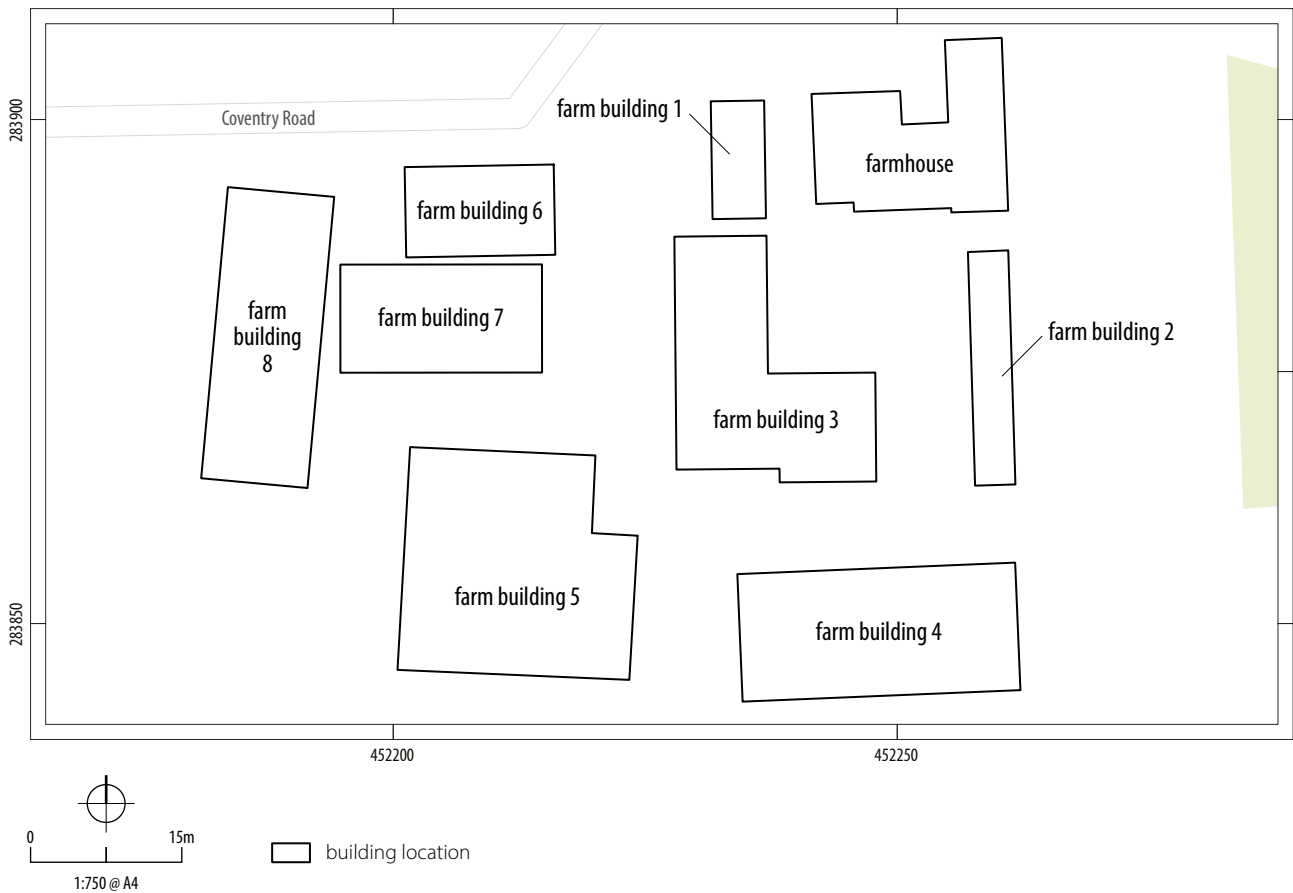 283900
Coventry Road
farm building 1
farmhouse
farm building 6
farm
building
8
farm building 7
farm building 2
farm building 3
farm building 5
farm building 4
283850
452200
452250
0
15m
1:750 @ A4
building location